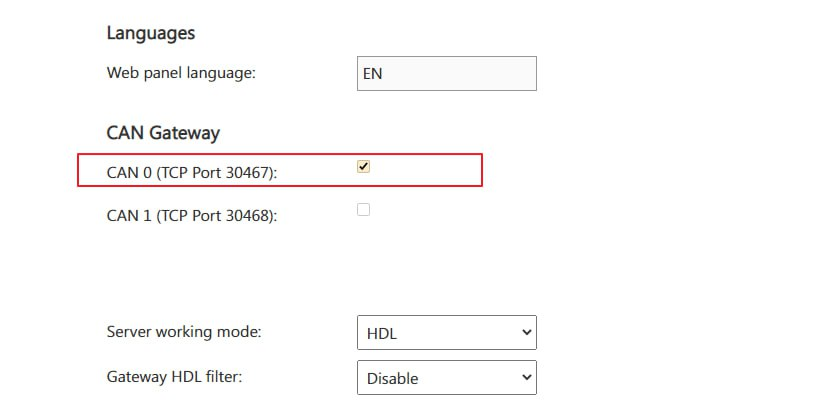 Languages
Web panel language: EN
CAN Gateway
CAN 0 (TCP Port 30467):
CAN 1 (TCP Port 30468):
Server working mode: HDL
Gateway HDL filter: Disable